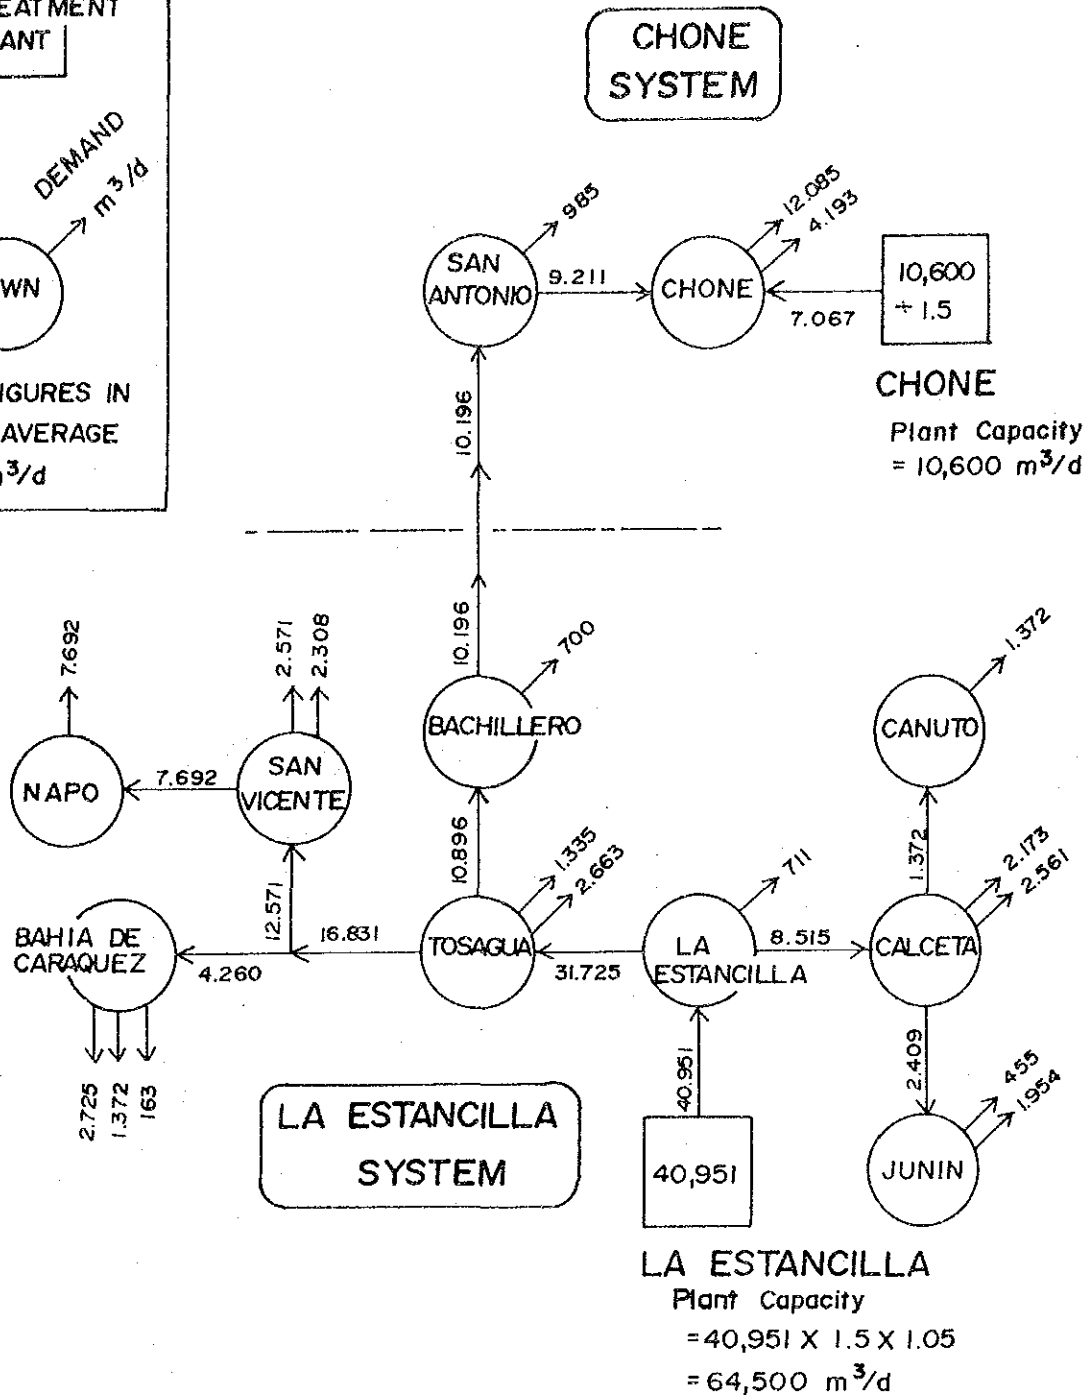 EATMENT
ANT
DEMAND
m³/d
WN
IGURES IN
AVERAGE
m³/d
CHONE
SYSTEM
985
12.085
4.193
SAN
ANTONIO
9.211
CHONE
7.067
10,600
÷ 1.5
CHONE
Plant Capacity
= 10,600 m³/d
10.196
10.196
700
BACHILLERO
7.692
2.571
2.308
NAPO
7.692
SAN
VICENTE
1.372
CANUTO
10.896
1.335
2.663
711
1.372
2.173
2.561
12.571
BAHIA DE
CARAQUEZ
4.260
16.831
TOSAGUA
31.725
LA
ESTANCILLA
8.515
CALCETA
2.725
1.372
163
40.951
2.409
455
1.954
JUNIN
LA ESTANCILLA
SYSTEM
40,951
LA ESTANCILLA
Plant Capacity
=40,951 X 1.5 X 1.05
=64,500 m³/d